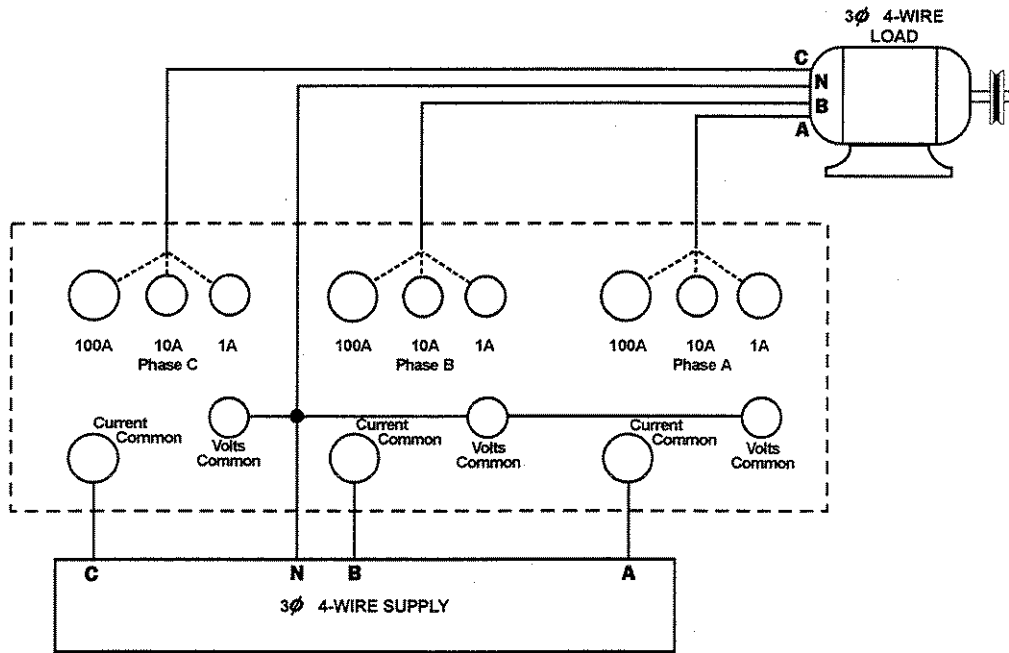 3φ 4-WIRE
LOAD
C
N
B
A
100A 10A 1A
Phase C
100A 10A 1A
Phase B
100A 10A 1A
Phase A
Current
Common
Volts
Common
Current
Common
Volts
Common
Current
Common
Volts
Common
C N B A
3φ 4-WIRE SUPPLY